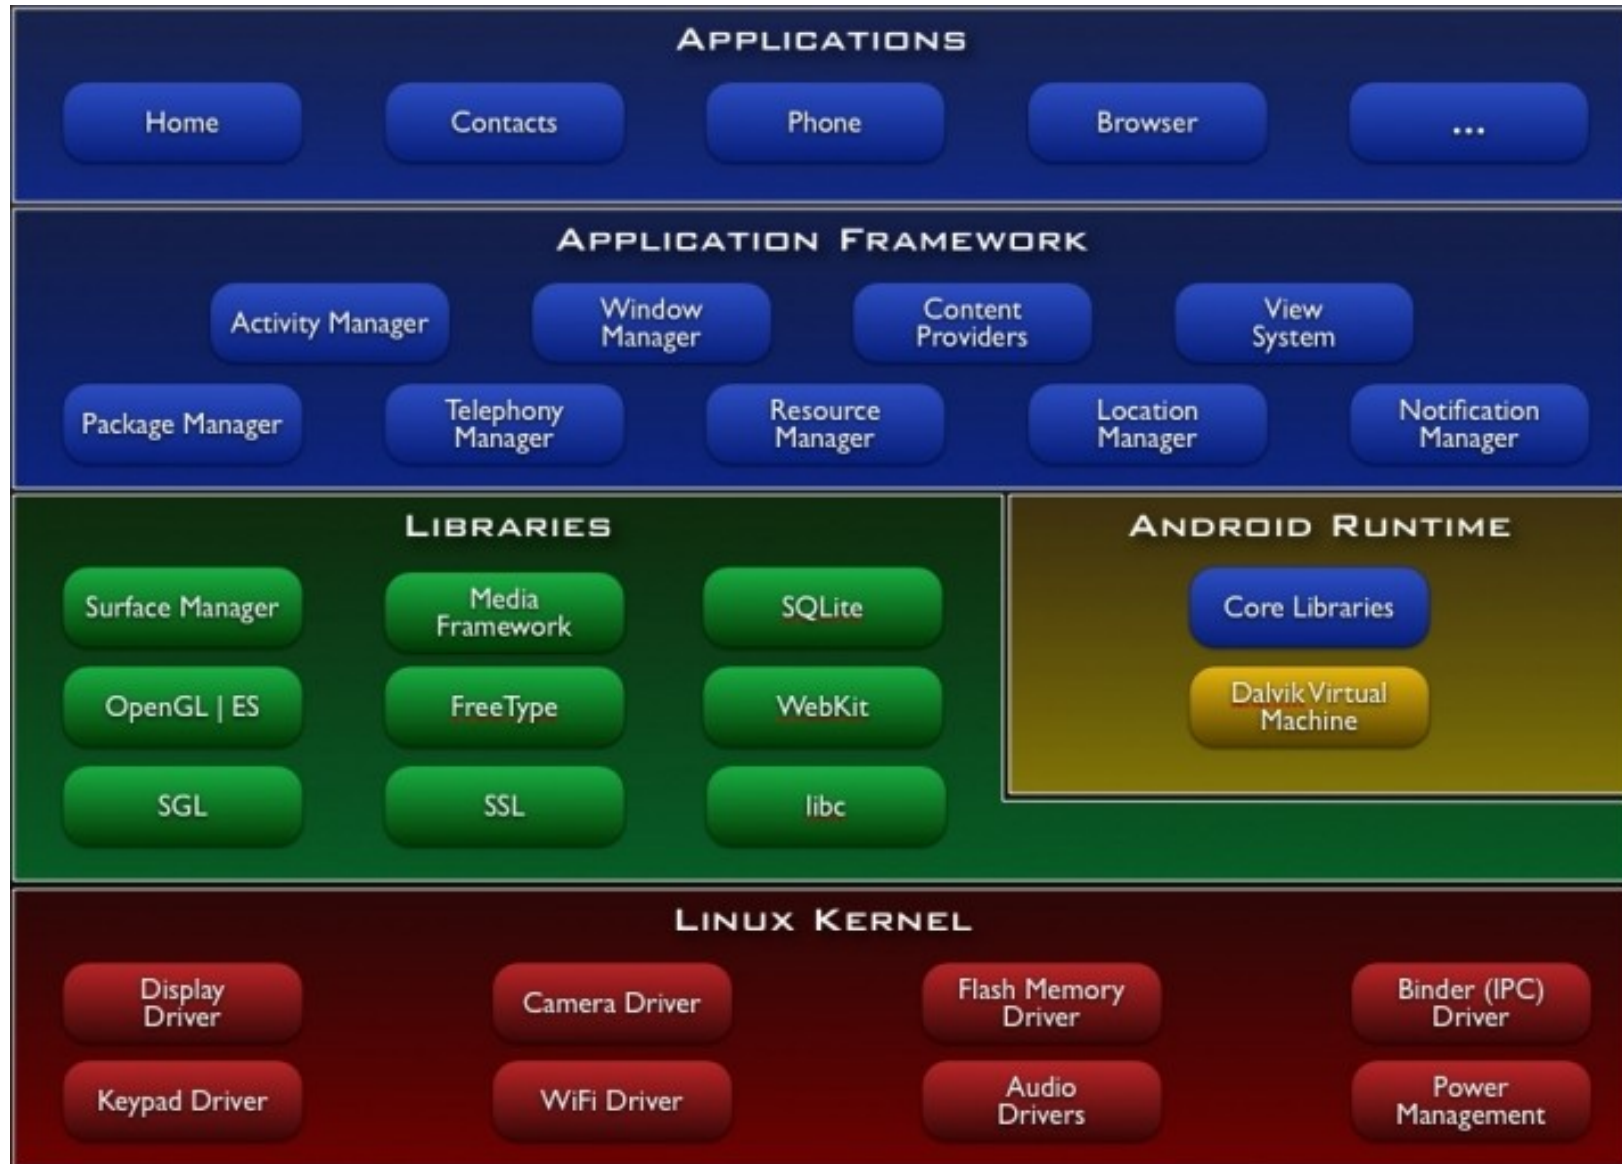 APPLICATIONS
Home
Contacts
Phone
Browser
...
APPLICATION FRAMEWORK
Activity Manager
Window
Manager
Content
Providers
View
System
Package Manager
Telephony
Manager
Resource
Manager
Location
Manager
Notification
Manager
LIBRARIES
Surface Manager
Media
Framework
SQLite
OpenGL | ES
FreeType
WebKit
SGL
SSL
libc
ANDROID RUNTIME
Core Libraries
Dalvik Virtual
Machine
LINUX KERNEL
Display
Driver
Camera Driver
Flash Memory
Driver
Binder (IPC)
Driver
Keypad Driver
WiFi Driver
Audio
Drivers
Power
Management